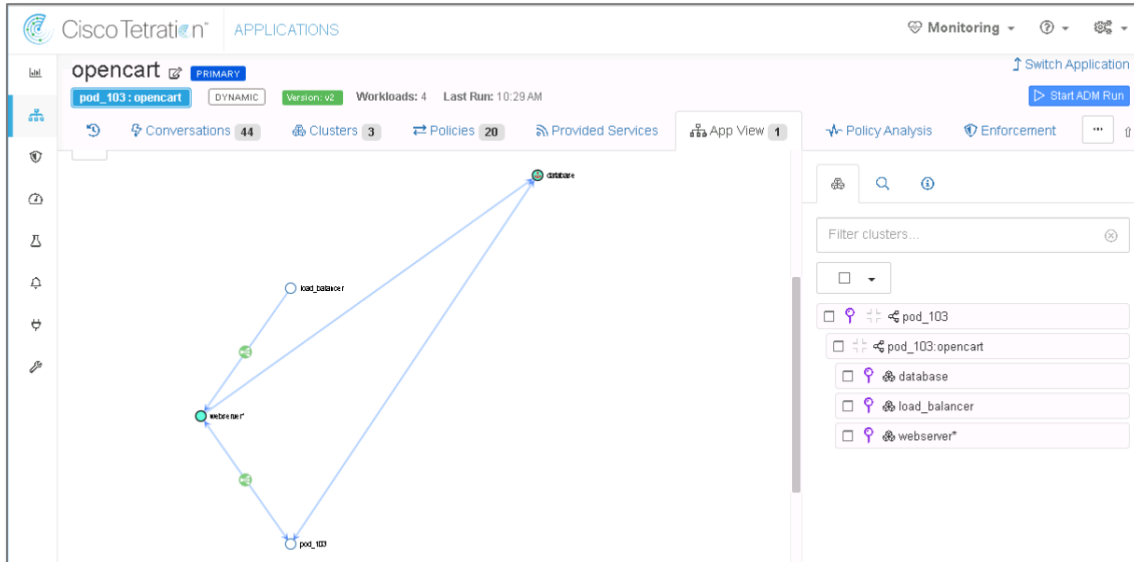 Cisco Tetration™ APPLICATIONS Monitoring
opencart PRIMARY Switch Application
pod_103 : opencart DYNAMIC Version: v2 Workloads: 4 Last Run: 10:29 AM Start ADM Run
Conversations 44 Clusters 3 Policies 20 Provided Services App View 1 Policy Analysis Enforcement ...
database
Filter clusters...
load_balancer
pod_103
pod_103:opencart
database
webserver*
load_balancer
webserver*
pod_103